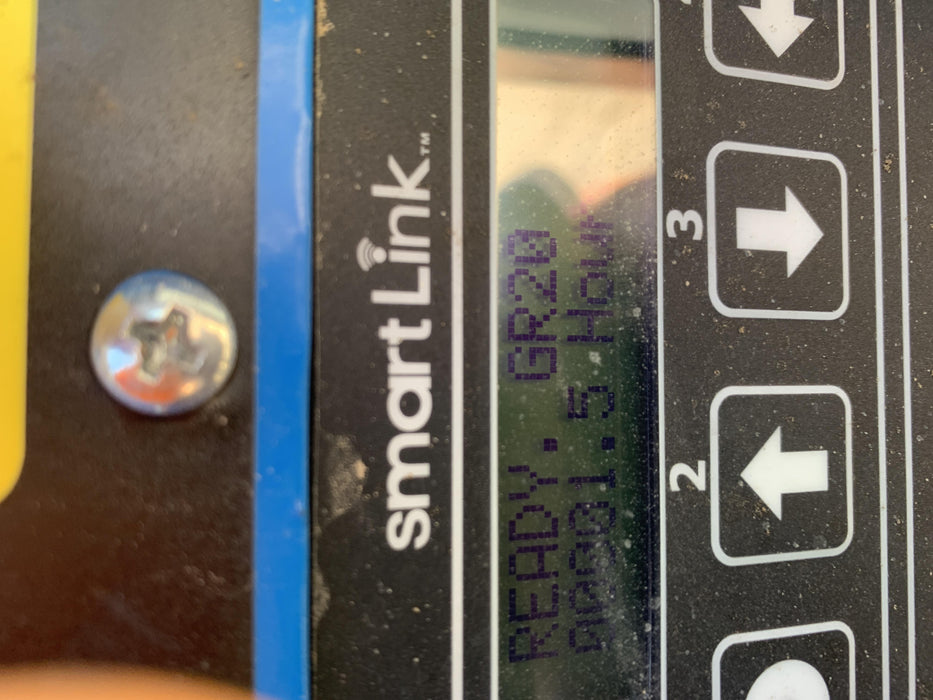 smartLink™
READY. GR20
00001.5 Hour
2 3